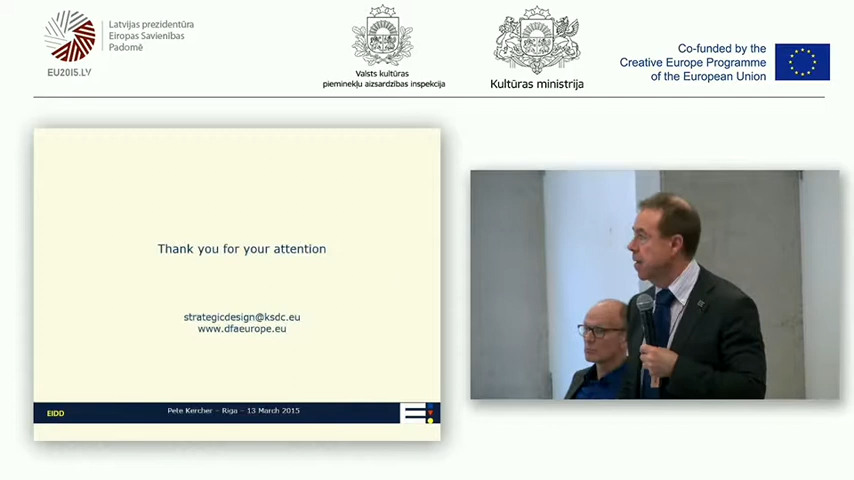 Latvijas prezidentūra
Eiropas Savienības
Padomē
EU2015.LV
Valsts kultūras
pieminekļu aizsardzības inspekcija
Kultūras ministrija
Co-funded by the
Creative Europe Programme
of the European Union
Thank you for your attention
strategicdesign@ksdc.eu
www.dfaeurope.eu
EIDD
Pete Kercher – Riga – 13 March 2015